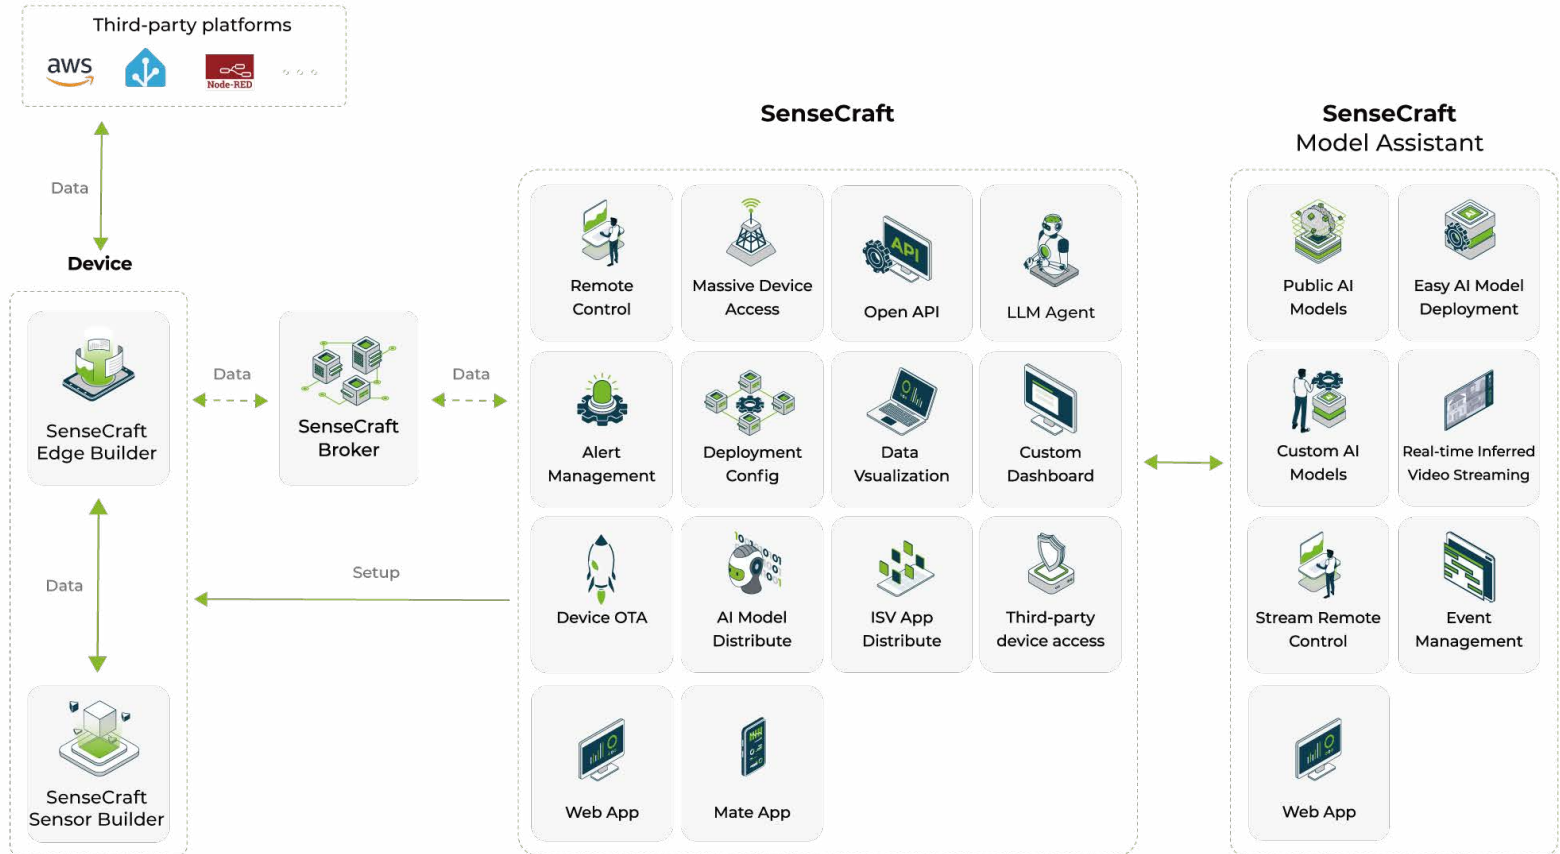 Third-party platforms
aws
Node-RED
Data
Device
SenseCraft
Edge Builder
Data
SenseCraft
Broker
Data
Data
Setup
SenseCraft
Sensor Builder
SenseCraft
Remote
Control
Massive Device
Access
Open API
API
LLM Agent
Alert
Management
Deployment
Config
Data
Vsualization
Custom
Dashboard
Device OTA
AI Model
Distribute
ISV App
Distribute
Third-party
device access
Web App
Mate App
SenseCraft
Model Assistant
Public AI
Models
Easy AI Model
Deployment
Custom AI
Models
Real-time Inferred
Video Streaming
Stream Remote
Control
Event
Management
Web App